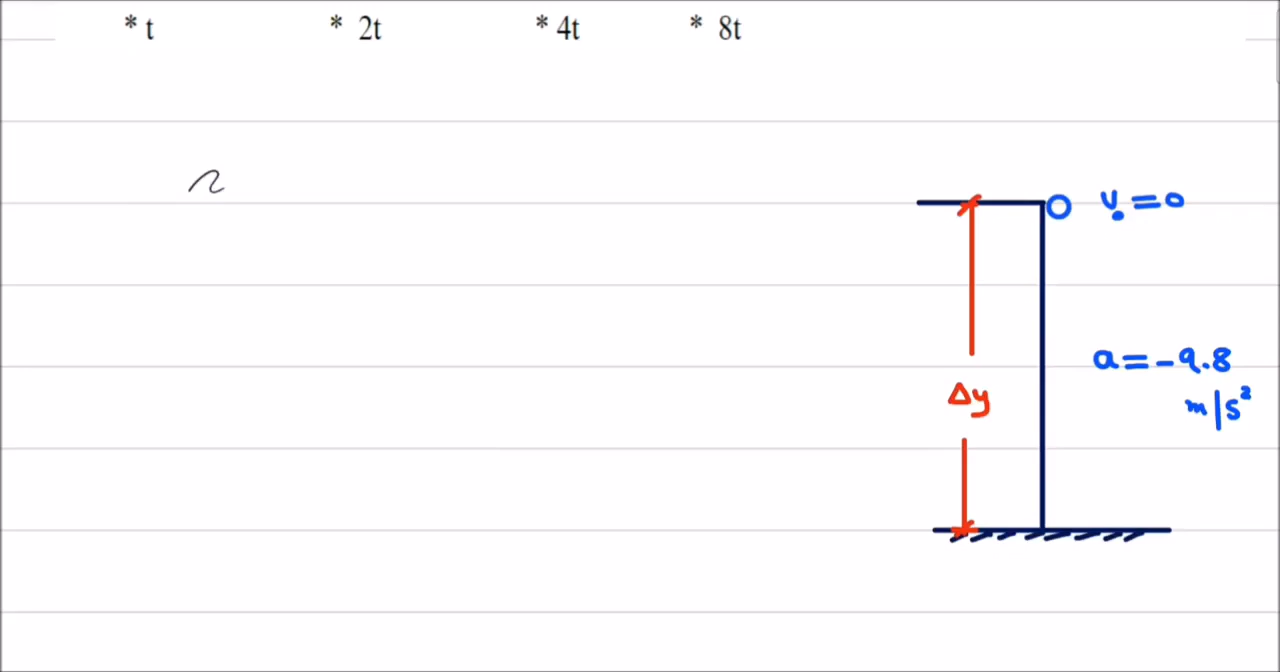 * t * 2t * 4t * 8t
v₀ = 0
a = -9.8
m/s²
Δy